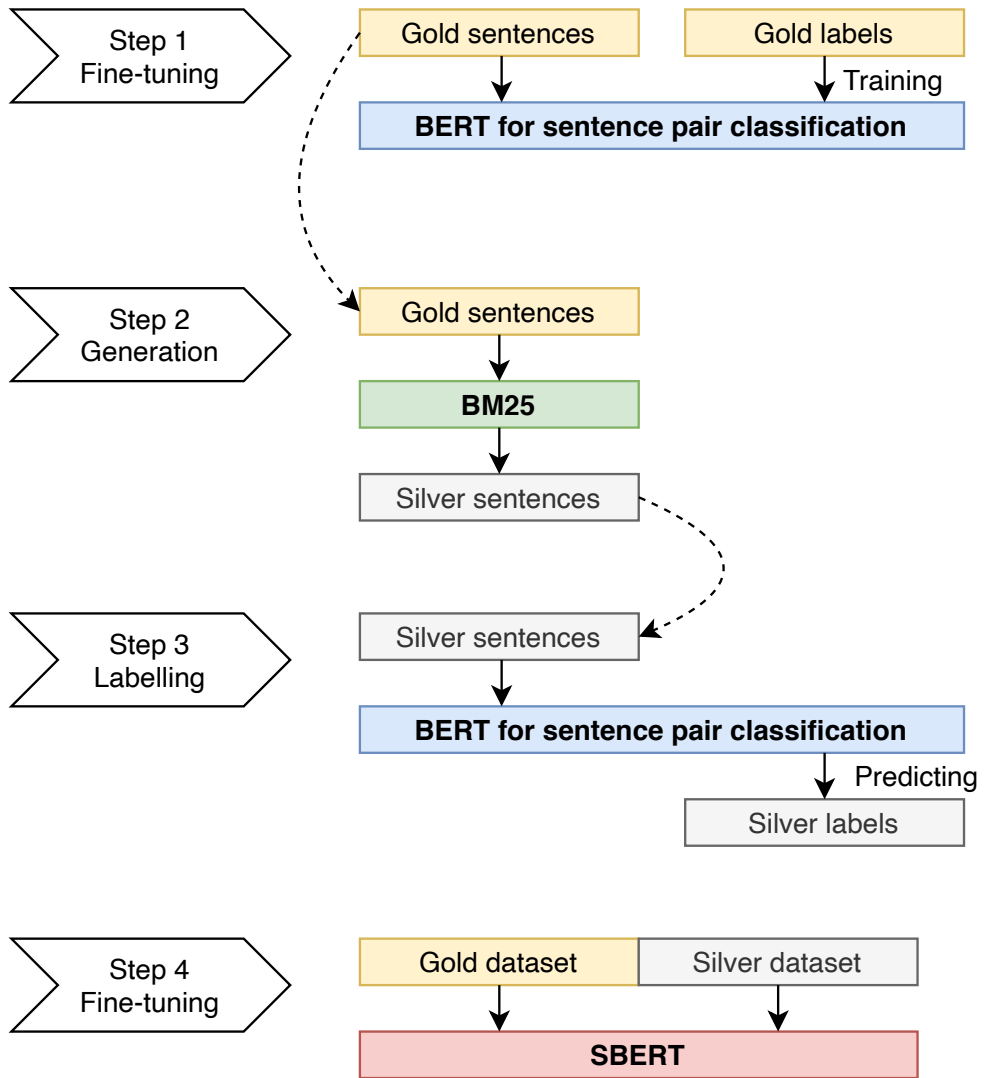 Step 1
Fine-tuning
Gold sentences
Gold labels
Training
BERT for sentence pair classification
Step 2
Generation
Gold sentences
BM25
Silver sentences
Step 3
Labelling
Silver sentences
BERT for sentence pair classification
Predicting
Silver labels
Step 4
Fine-tuning
Gold dataset
Silver dataset
SBERT